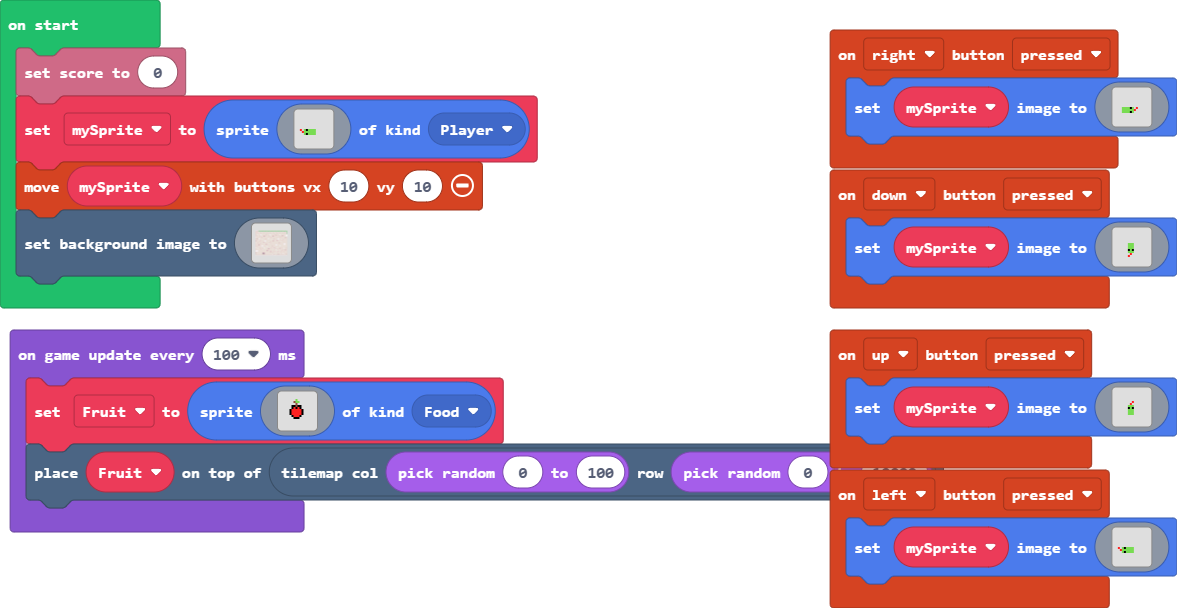 on start
set score to 0
set mySprite to sprite of kind Player
move mySprite with buttons vx 10 vy 10
set background image to
on game update every 100 ms
set Fruit to sprite of kind Food
place Fruit on top of tilemap col pick random 0 to 100 row pick random 0
on right button pressed
set mySprite image to
on down button pressed
set mySprite image to
on up button pressed
set mySprite image to
on left button pressed
set mySprite image to